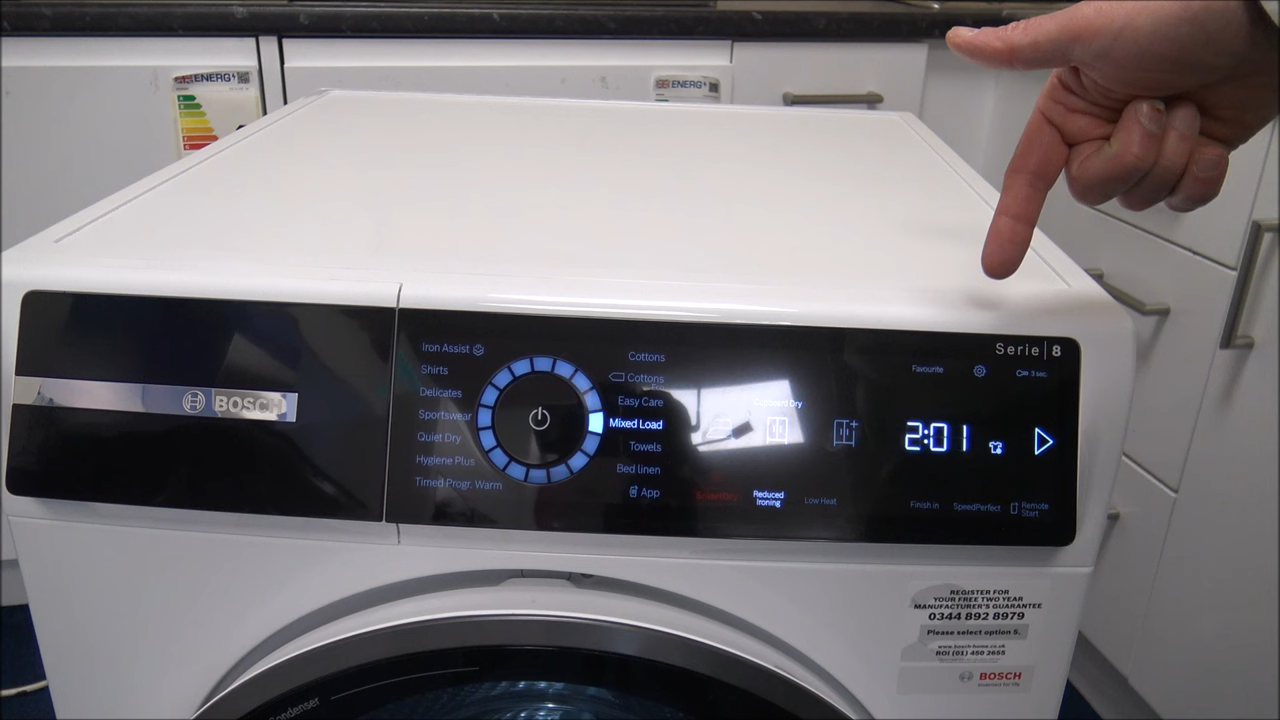 ENERG
ENERG
BOSCH
Serie | 8
Iron Assist
Shirts
Delicates
Sportswear
Quiet Dry
Hygiene Plus
Timed Progr. Warm
Cottons
Cottons
Easy Care
Mixed Load
Towels
Bed linen
App
Cupboard Dry
Reduced
Ironing
Low Heat
Favourite
3 sec.
2:01
Finish in
SpeedPerfect
Remote
Start
REGISTER FOR
YOUR FREE TWO YEAR
MANUFACTURER'S GUARANTEE
0344 892 8979
Please select option 5.
www.bosch-home.co.uk
ROI (01) 450 2655
BOSCH
Invented for life
Condenser